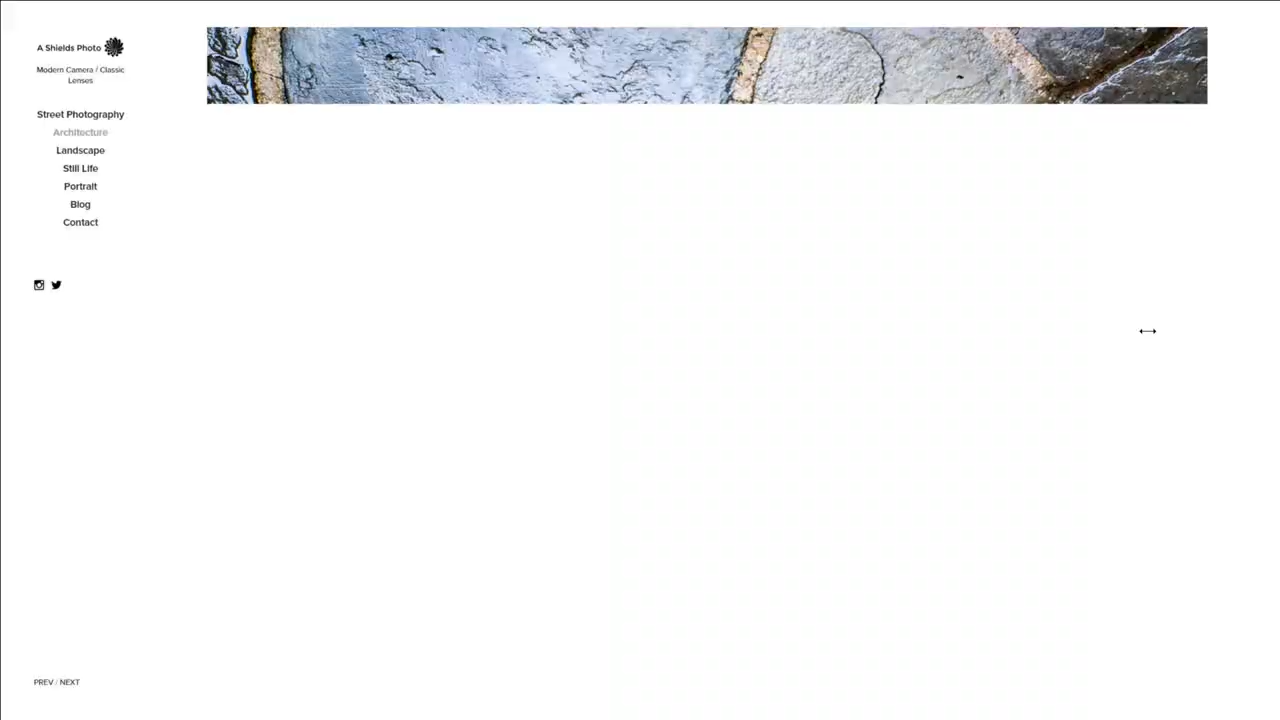 A Shields Photo
Modern Camera / Classic
Lenses
Street Photography
Architecture
Landscape
Still Life
Portrait
Blog
Contact
PREV / NEXT